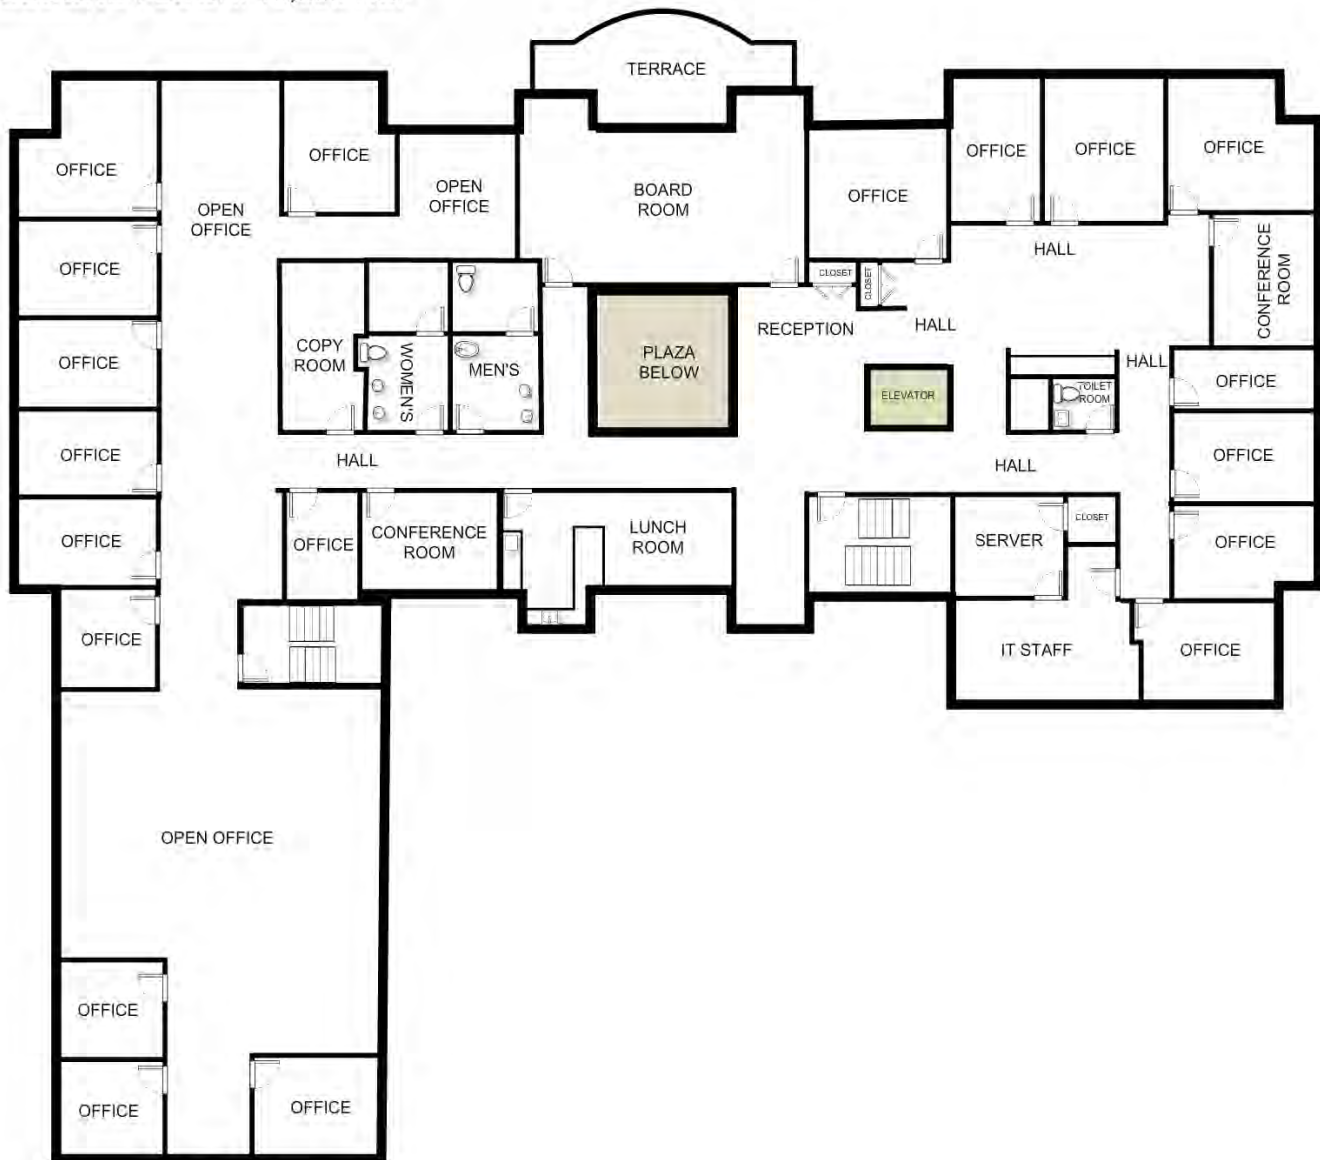 TERRACE
OFFICE
OPEN
OFFICE
OFFICE
OPEN
OFFICE
BOARD
ROOM
OFFICE
OFFICE
OFFICE
OFFICE
HALL
CONFERENCE
ROOM
OFFICE
COPY
ROOM
WOMEN'S
MEN'S
PLAZA
BELOW
CLOSET
CLOSET
RECEPTION
HALL
HALL
OFFICE
ELEVATOR
TOILET
ROOM
OFFICE
OFFICE
OFFICE
HALL
HALL
OFFICE
OFFICE
CONFERENCE
ROOM
LUNCH
ROOM
SERVER
CLOSET
OFFICE
OFFICE
IT STAFF
OFFICE
OPEN OFFICE
OFFICE
OFFICE
OFFICE